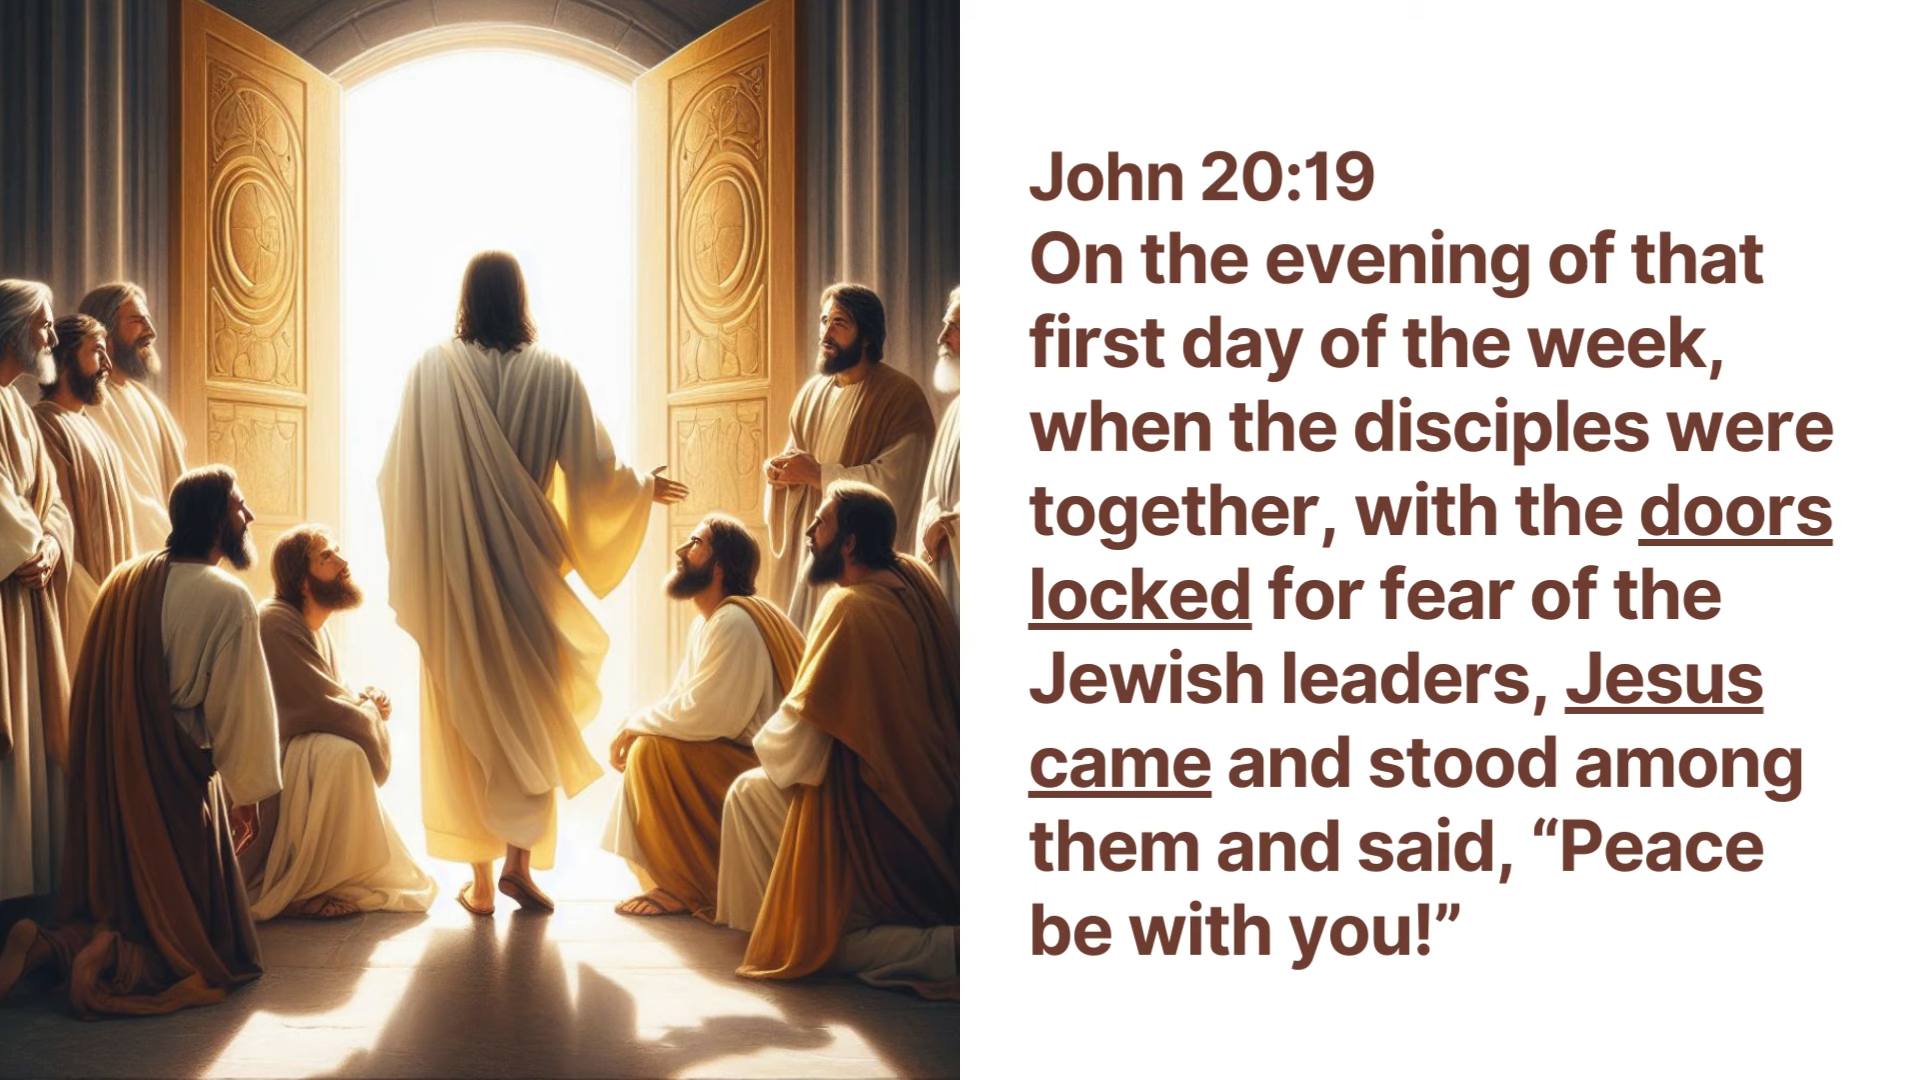 John 20:19
On the evening of that
first day of the week,
when the disciples were
together, with the doors
locked for fear of the
Jewish leaders, Jesus
came and stood among
them and said, “Peace
be with you!”